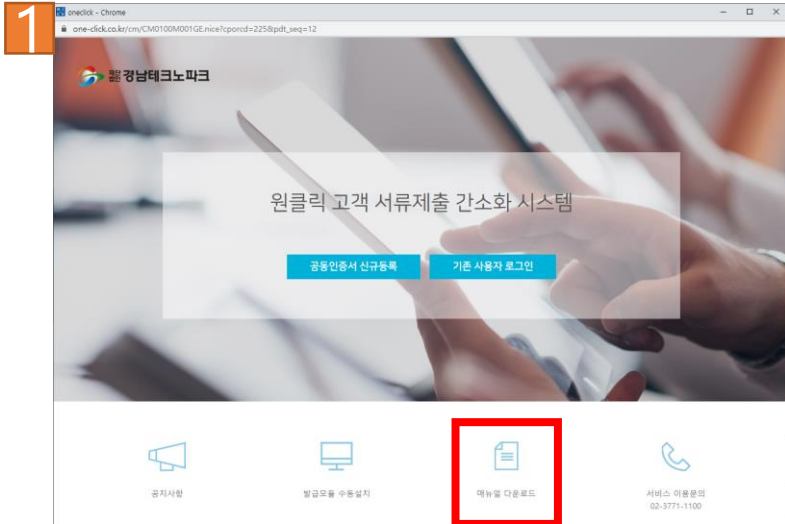 1
oneclick - Chrome
one-click.co.kr/cm/CM0100M001GE.nice?cporcd=225&pdt_seq=12
경남테크노파크
원클릭 고객 서류제출 간소화 시스템
공동인증서 신규등록
기존 사용자 로그인
공지사항
발급모듈 수동설치
매뉴얼 다운로드
서비스 이용문의
02-3771-1100